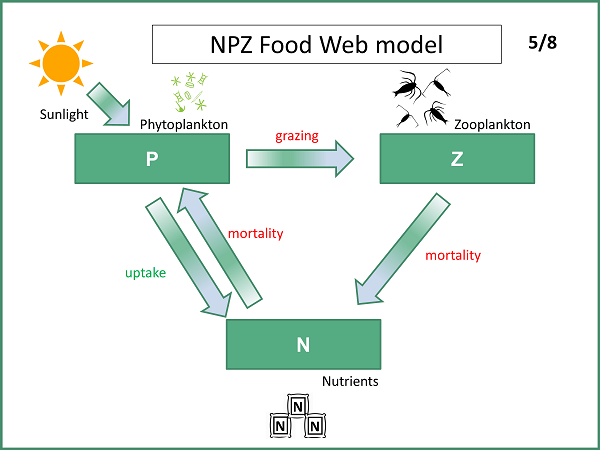 NPZ Food Web model
5/8
Sunlight
Phytoplankton
Zooplankton
grazing
P
Z
mortality
uptake
mortality
N
Nutrients
N
N
N